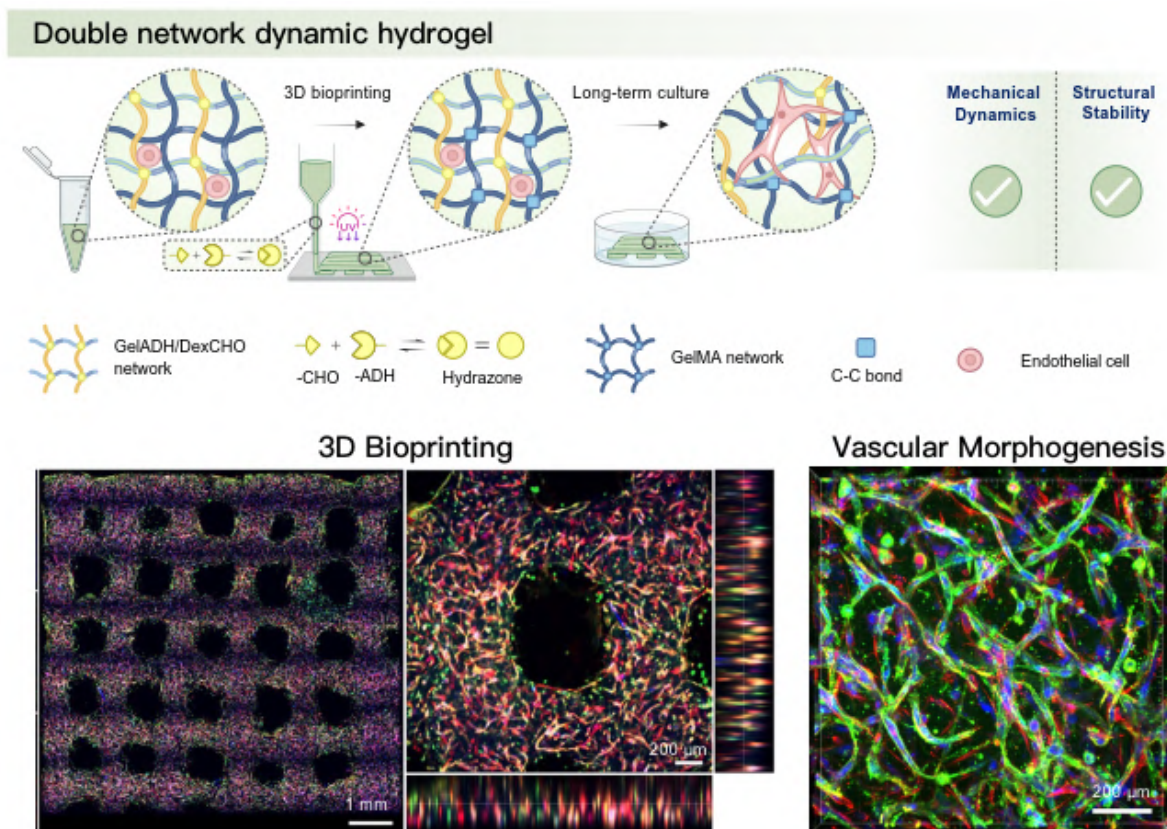 Double network dynamic hydrogel
3D bioprinting
Long-term culture
Mechanical
Dynamics
Structural
Stability
UV
GelADH/DexCHO
network
-CHO
+
-ADH
⇌
=
Hydrazone
GelMA network
C-C bond
Endothelial cell
3D Bioprinting
Vascular Morphogenesis
1 mm
200 µm
200 µm